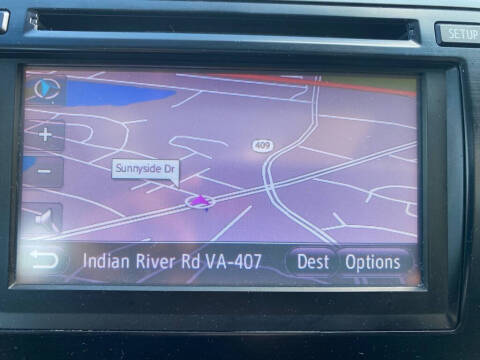 SETUP
+
409
−
Sunnyside Dr
Indian River Rd VA-407 Dest Options